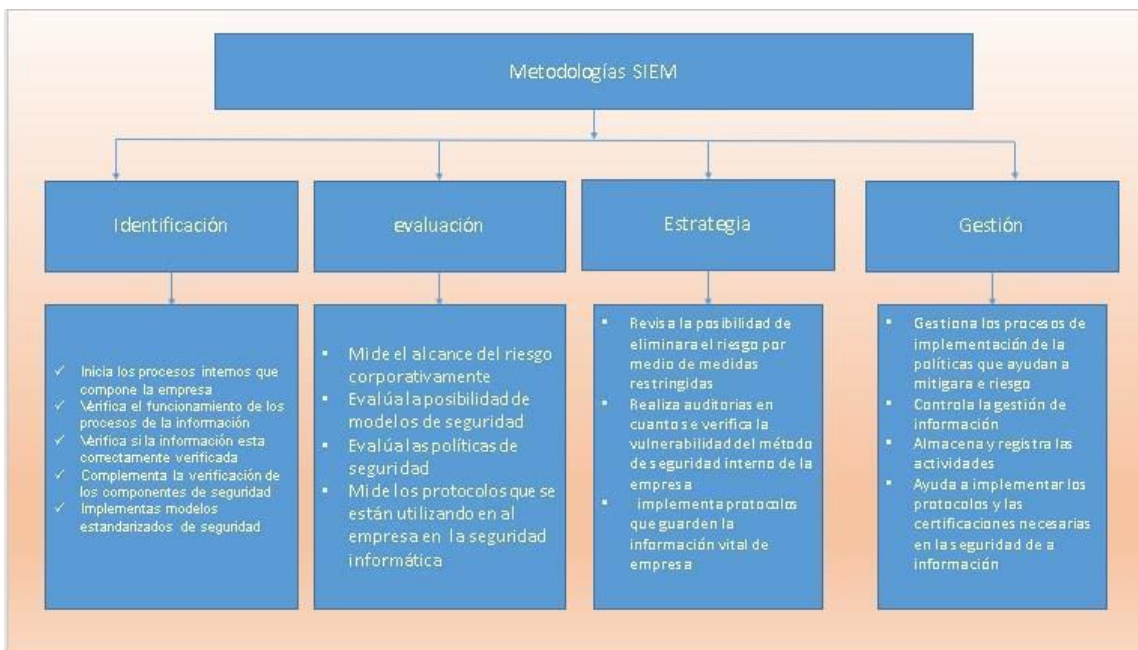 Metodologías SIEM
Identificación
evaluación
Estrategia
Gestión
✓ Inicia los procesos internos que
compone la empresa
✓ Verifica el funcionamiento de los
procesos de la información
✓ Verifica si la información esta
correctamente verificada
✓ Complementa la verificación de
los componentes de seguridad
✓ Implementas modelos
estandarizados de seguridad
▪ Mide el alcance del riesgo
corporativamente
▪ Evalúa la posibilidad de
modelos de seguridad
▪ Evalúa las políticas de
seguridad
▪ Mide los protocolos que se
están utilizando en al
empresa en la seguridad
informática
▪ Revisa la posibilidad de
eliminara el riesgo por
medio de medidas
restringidas
▪ Realiza auditorias en
cuanto se verifica la
vulnerabilidad del método
de seguridad interno de la
empresa
▪ implementa protocolos
que guarden la
información vital de
empresa
▪ Gestiona los procesos de
implementación de la
políticas que ayudan a
mitigara e riesgo
▪ Controla la gestión de
información
▪ Almacena y registra las
actividades
▪ Ayuda a implementar los
protocolos y las
certificaciones necesarias
en la seguridad de a
información